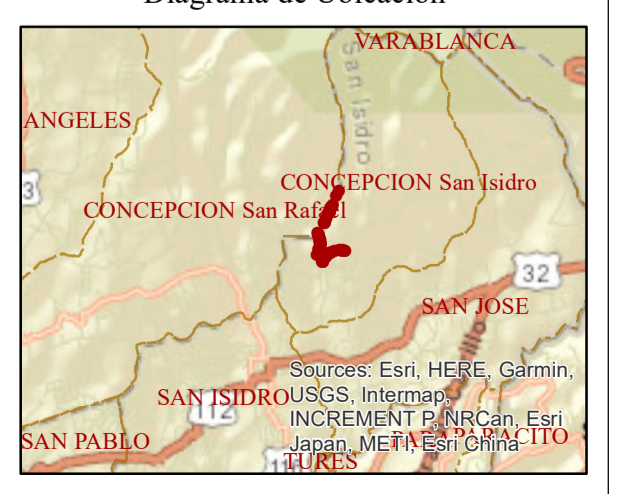 Diagrama de Ubicación
VARABLANCA
San Isidro
ANGELES
CONCEPCION San Isidro
3
CONCEPCION San Rafael
32
SAN JOSE
Sources: Esri, HERE, Garmin,
SAN ISIDRO
USGS, Intermap,
112
INCREMENT P, NRCan, Esri
SAN PABLO
Japan, METI, Esri China
PARACITO
TURES